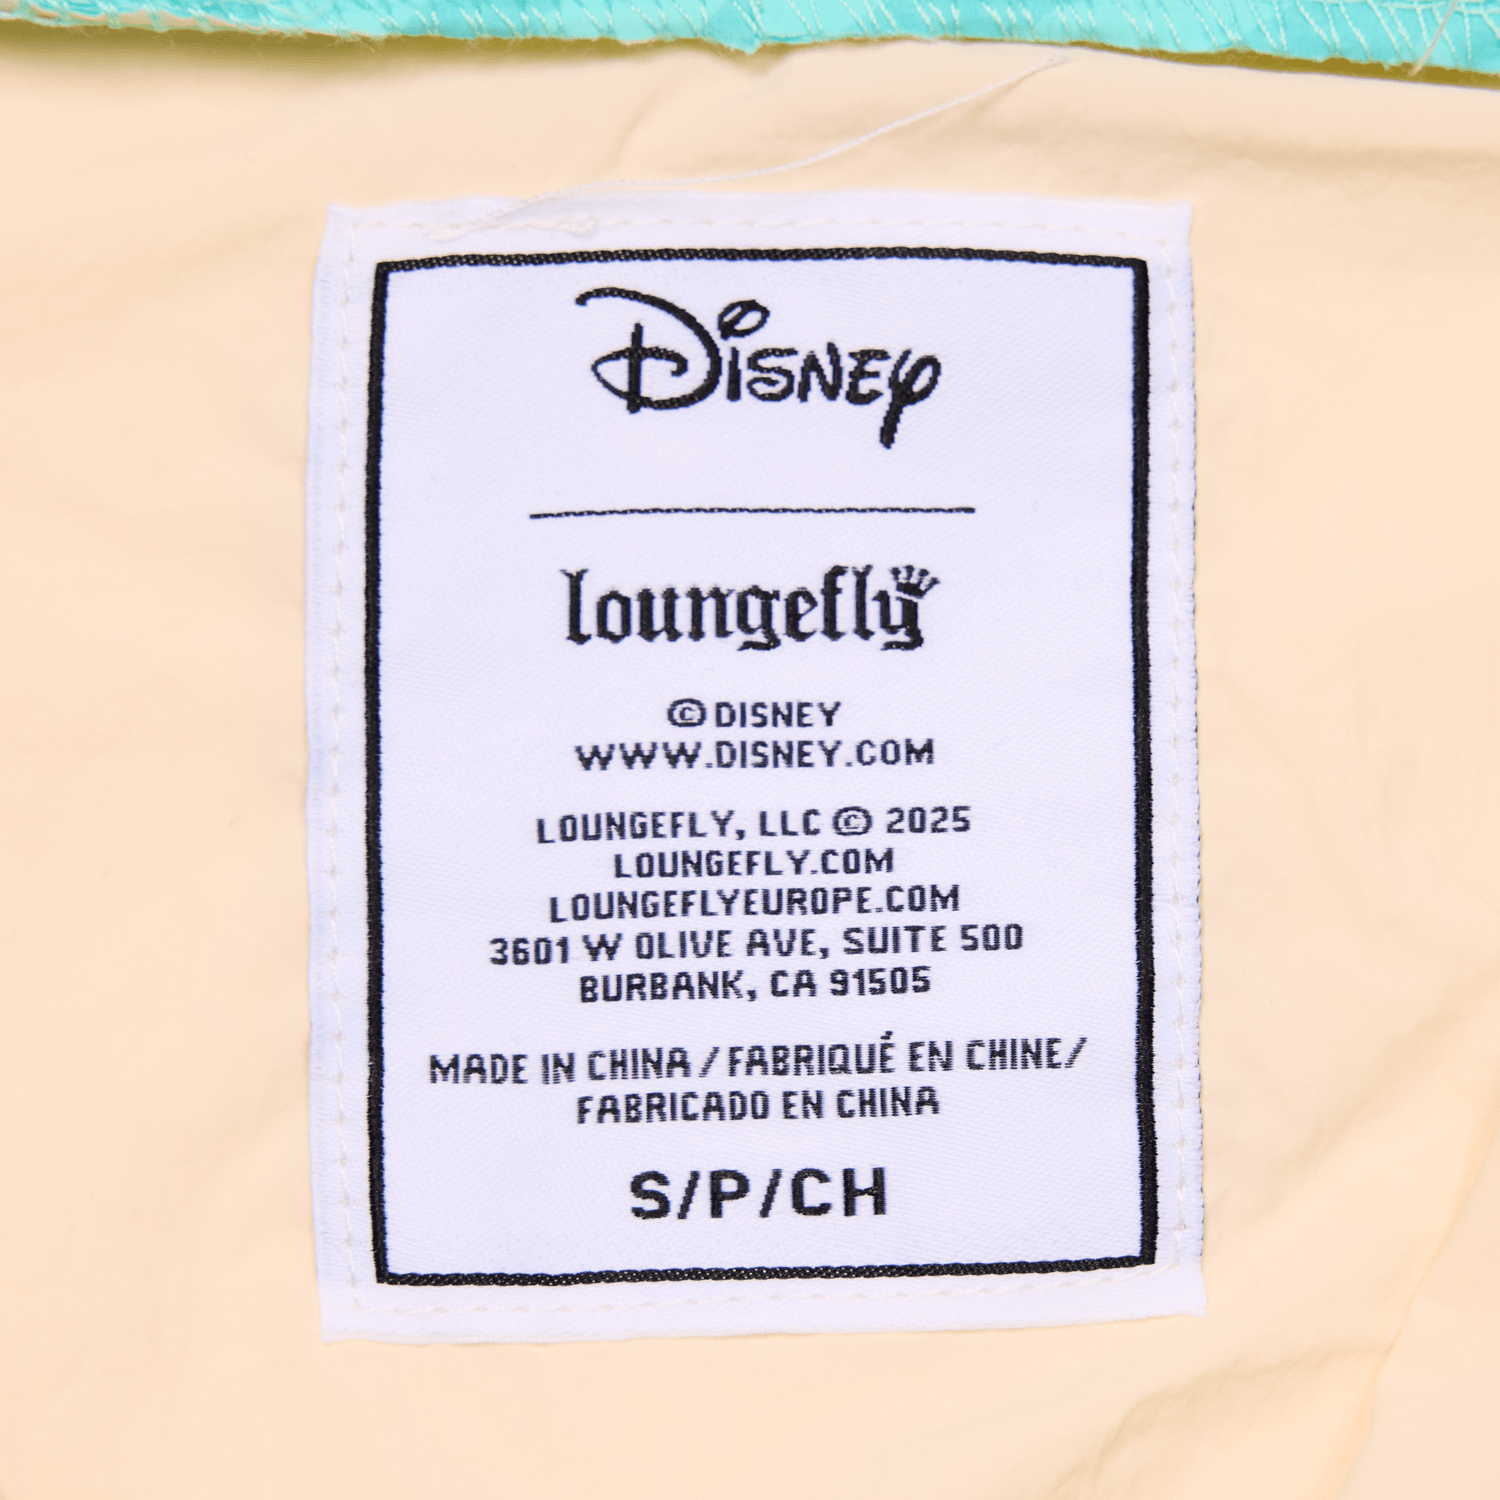 Disney
loungefly
© DISNEY
WWW.DISNEY.COM
LOUNGEFLY, LLC © 2025
LOUNGEFLY.COM
LOUNGEFLYEUROPE.COM
3601 W OLIVE AVE, SUITE 500
BURBANK, CA 91505
MADE IN CHINA / FABRIQUÉ EN CHINE/
FABRICADO EN CHINA
S/P/CH